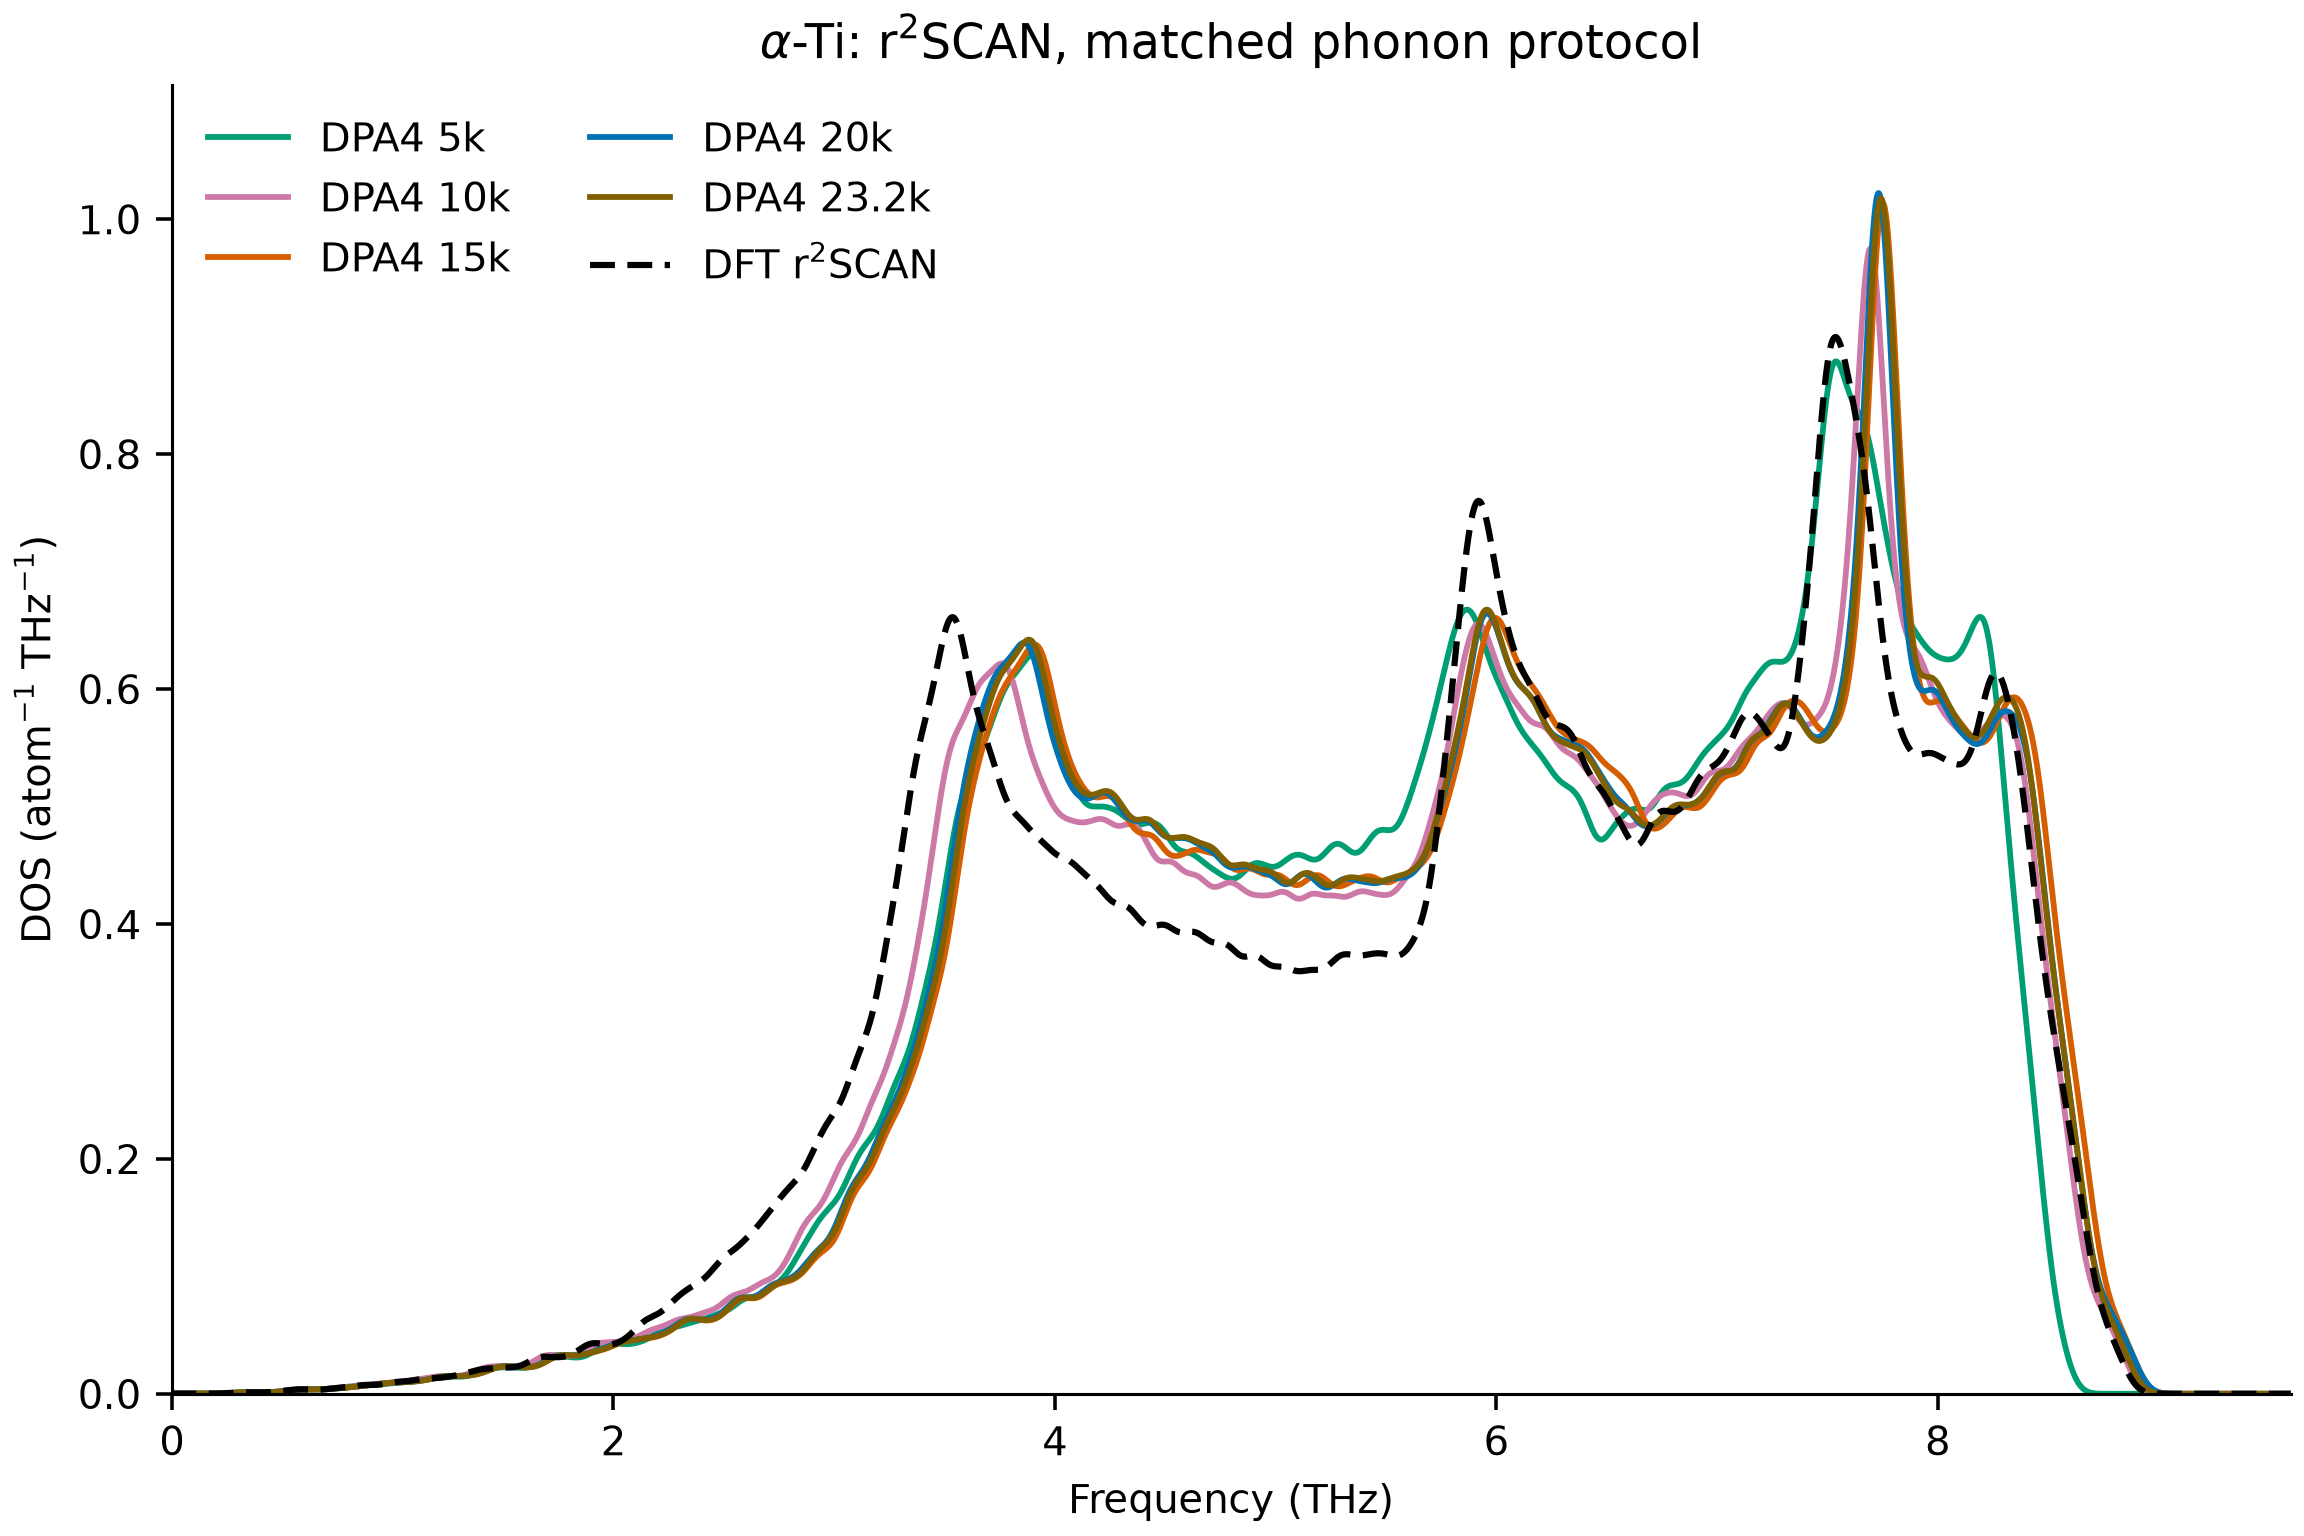 α-Ti: r²SCAN, matched phonon protocol
DPA4 5k
DPA4 10k
DPA4 15k
DPA4 20k
DPA4 23.2k
DFT r²SCAN
DOS (atom⁻¹ THz⁻¹)
1.0
0.8
0.6
0.4
0.2
0.0
0 2 4 6 8
Frequency (THz)